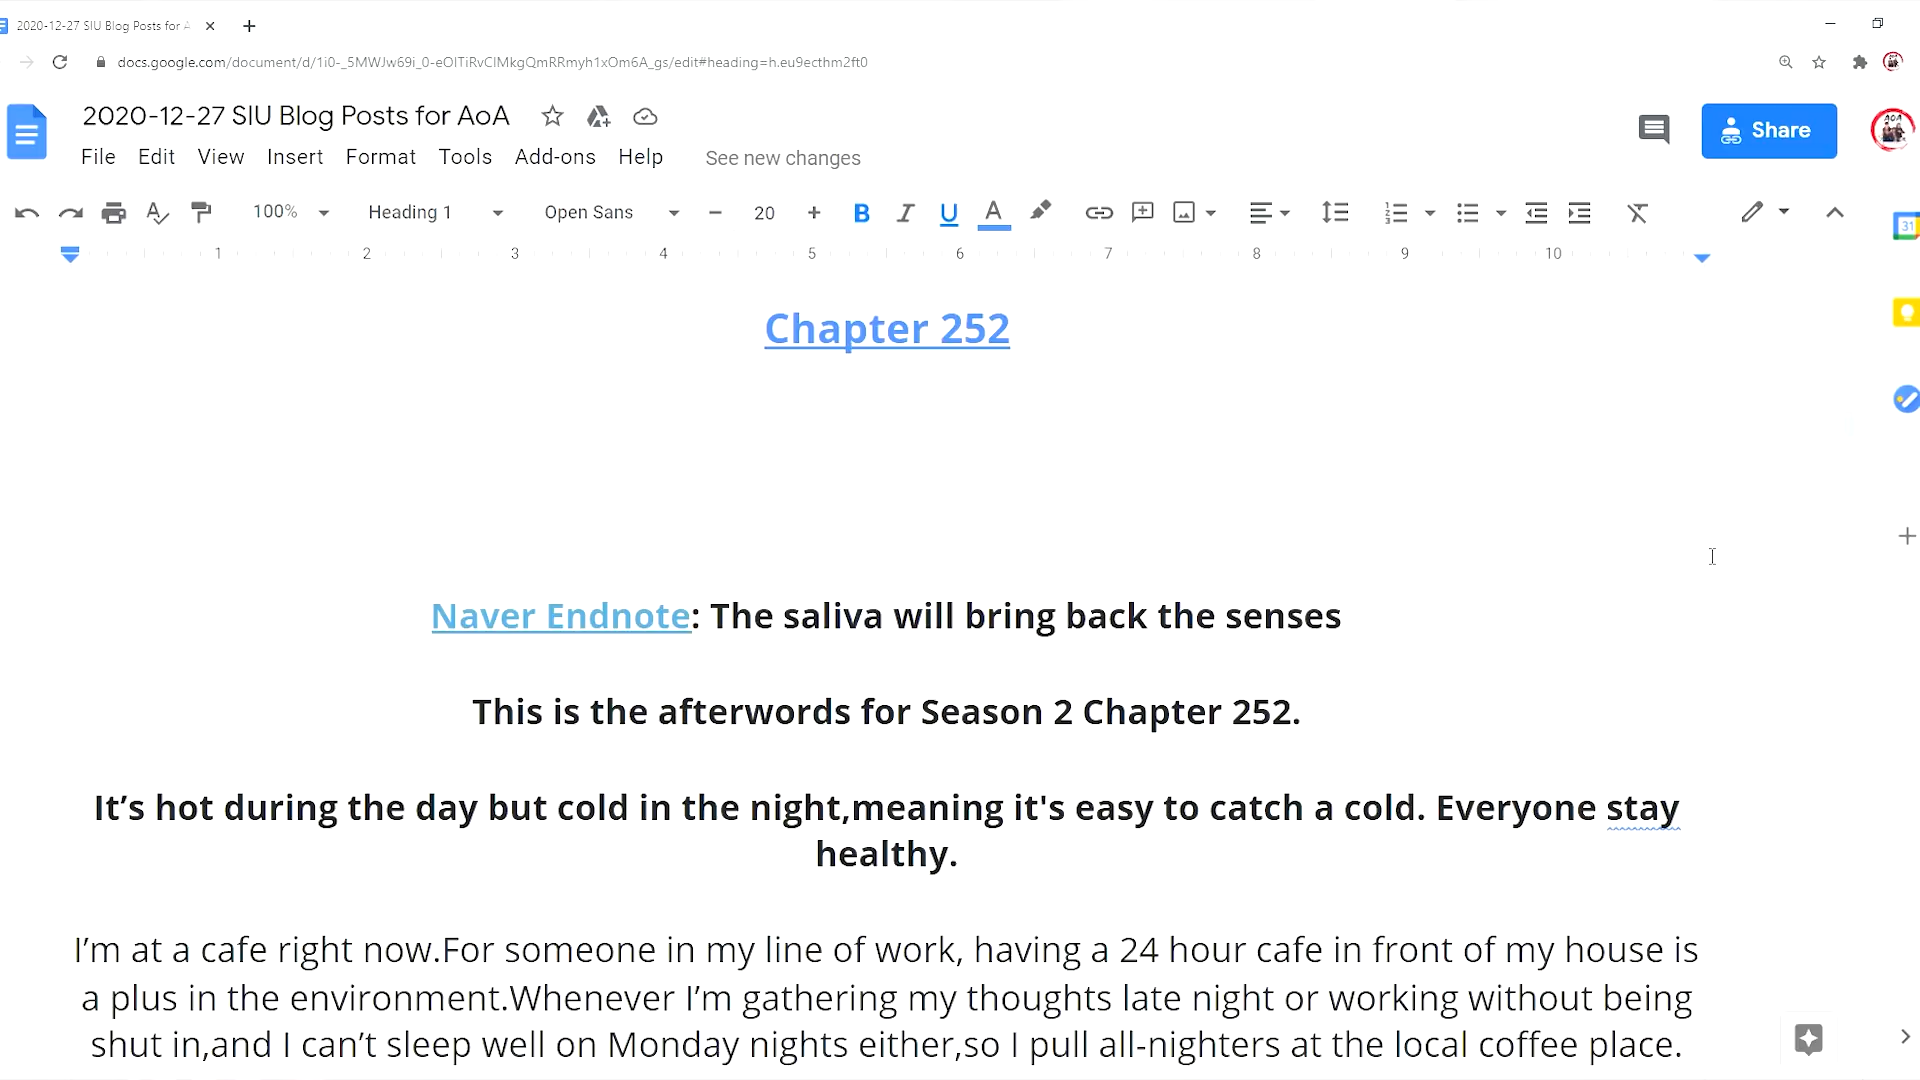 2020-12-27 SIU Blog Posts for A
docs.google.com/document/d/1i0-_5MWJw69i_0-eOITiRvClMkgQmRRmyh1xOm6A_gs/edit#heading=h.eu9ecthm2ft0
2020-12-27 SIU Blog Posts for AoA
Share
File Edit View Insert Format Tools Add-ons Help See new changes
100% Heading 1 Open Sans - 20 + B I U A
31
1 2 3 4 5 6 7 8 9 10
Chapter 252
Naver Endnote: The saliva will bring back the senses
This is the afterwords for Season 2 Chapter 252.
It’s hot during the day but cold in the night,meaning it's easy to catch a cold. Everyone stay
healthy.
I’m at a cafe right now.For someone in my line of work, having a 24 hour cafe in front of my house is
a plus in the environment.Whenever I’m gathering my thoughts late night or working without being
shut in,and I can’t sleep well on Monday nights either,so I pull all-nighters at the local coffee place.